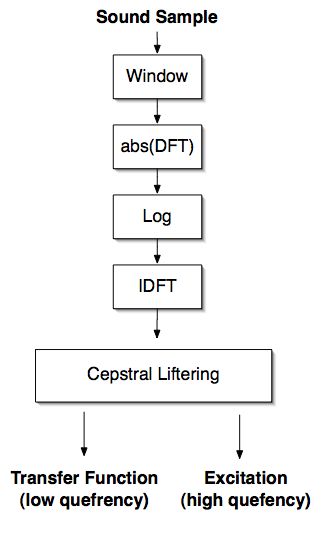 Sound Sample
Window
abs(DFT)
Log
IDFT
Cepstral Liftering
Transfer Function
(low quefrency)
Excitation
(high quefency)